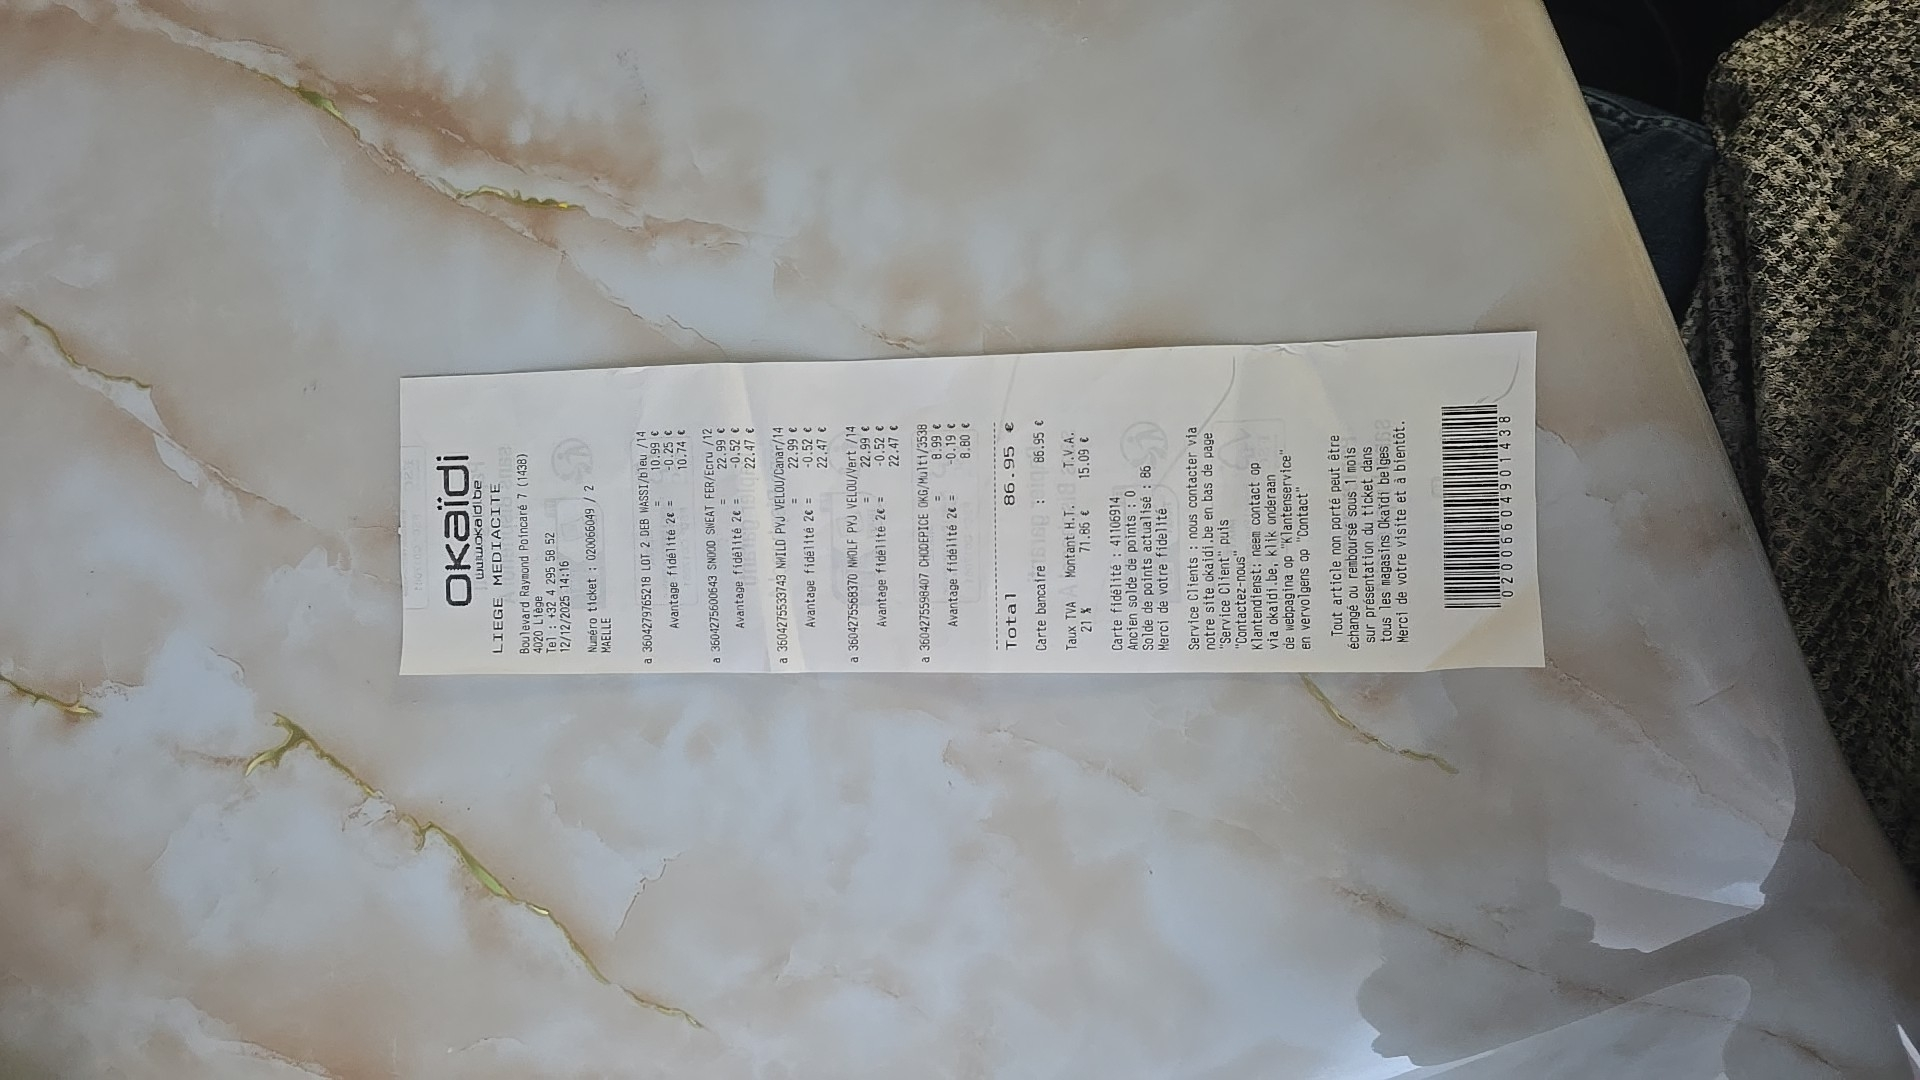 okaïdi
www.okaidi.be
LIEGE MEDIACITE
Boulevard Raymond Poincaré 7 (1438)
4020 Liège
Tel : +32 4 295 58 52
12/12/2025 14:16
Numéro ticket : 020066049 / 2
MAELLE
a 3604279765218 LOT 2 DEB WASSI/bleu /14
= 10.99 €
Avantage fidélité 2€ = -0.25 €
10.74 €
a 3604275600643 SNOOD SWEAT FER/Ecru /12
= 22.99 €
Avantage fidélité 2€ = -0.52 €
22.47 €
a 3604275533743 NWILD PYJ VELOU/Canar/14
= 22.99 €
Avantage fidélité 2€ = -0.52 €
22.47 €
a 3604275568370 NWOLF PYJ VELOU/Vert /14
= 22.99 €
Avantage fidélité 2€ = -0.52 €
22.47 €
a 3604275598407 CHODEPICE OKG/Multi/3538
= 8.99 €
Avantage fidélité 2€ = -0.19 €
8.80 €
Total 86.95 €
Carte bancaire : 86.95 €
Taux TVA Montant H.T. T.V.A.
21 % 71.86 € 15.09 €
Carte fidélité : 41106914
Ancien solde de points : 0
Solde de points actualisé : 86
Merci de votre fidelité
Service Clients : nous contacter via
notre site okaidi.be en bas de page
"Service Client" puis
"Contactez-nous"
Klantendienst: neem contact op
via okaidi.be, klik onderaan
de webpagina op "Klantenservice"
en vervolgens op "Contact"
Tout article non porté peut être
échangé ou remboursé sous 1 mois
sur présentation du ticket dans
tous les magasins Okaïdi belges
Merci de votre visite et à bientôt.
02006604901438